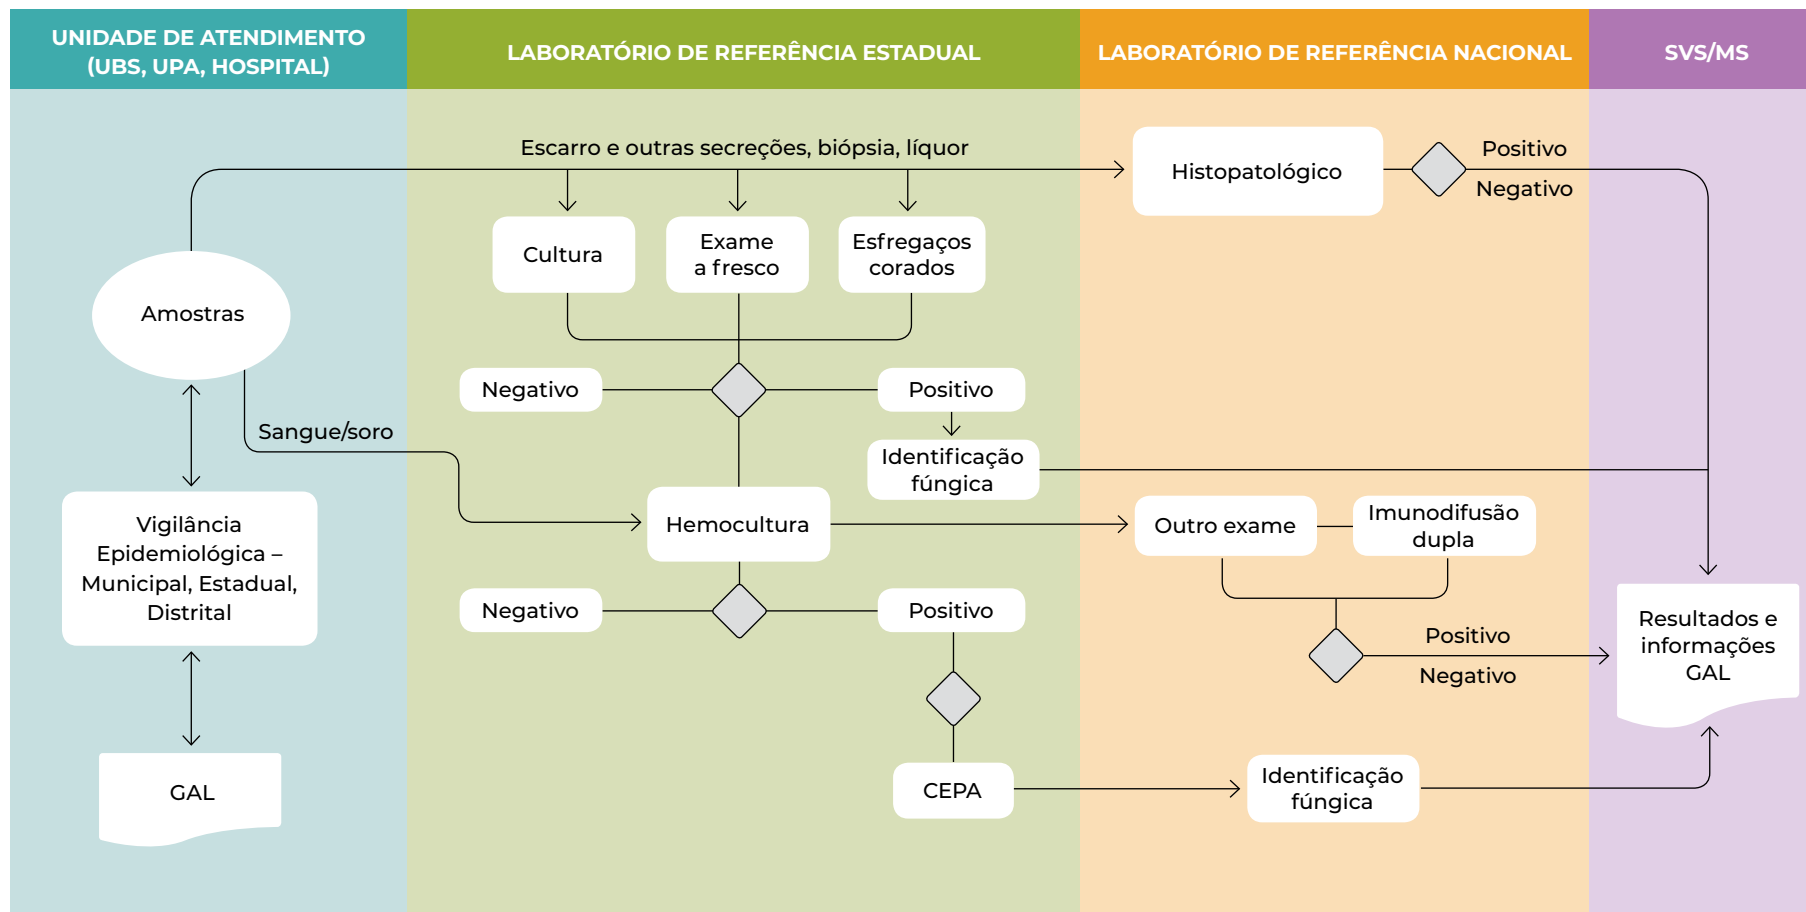 UNIDADE DE ATENDIMENTO
(UBS, UPA, HOSPITAL)
LABORATÓRIO DE REFERÊNCIA ESTADUAL
LABORATÓRIO DE REFERÊNCIA NACIONAL
SVS/MS
Escarro e outras secreções, biópsia, líquor
Histopatológico
Positivo
Negativo
Cultura
Exame
a fresco
Esfregaços
corados
Amostras
Negativo
Positivo
Sangue/soro
Identificação
fúngica
Vigilância
Epidemiológica –
Municipal, Estadual,
Distrital
Hemocultura
Outro exame
Imunodifusão
dupla
Negativo
Positivo
Positivo
Negativo
Resultados e
informações
GAL
GAL
CEPA
Identificação
fúngica